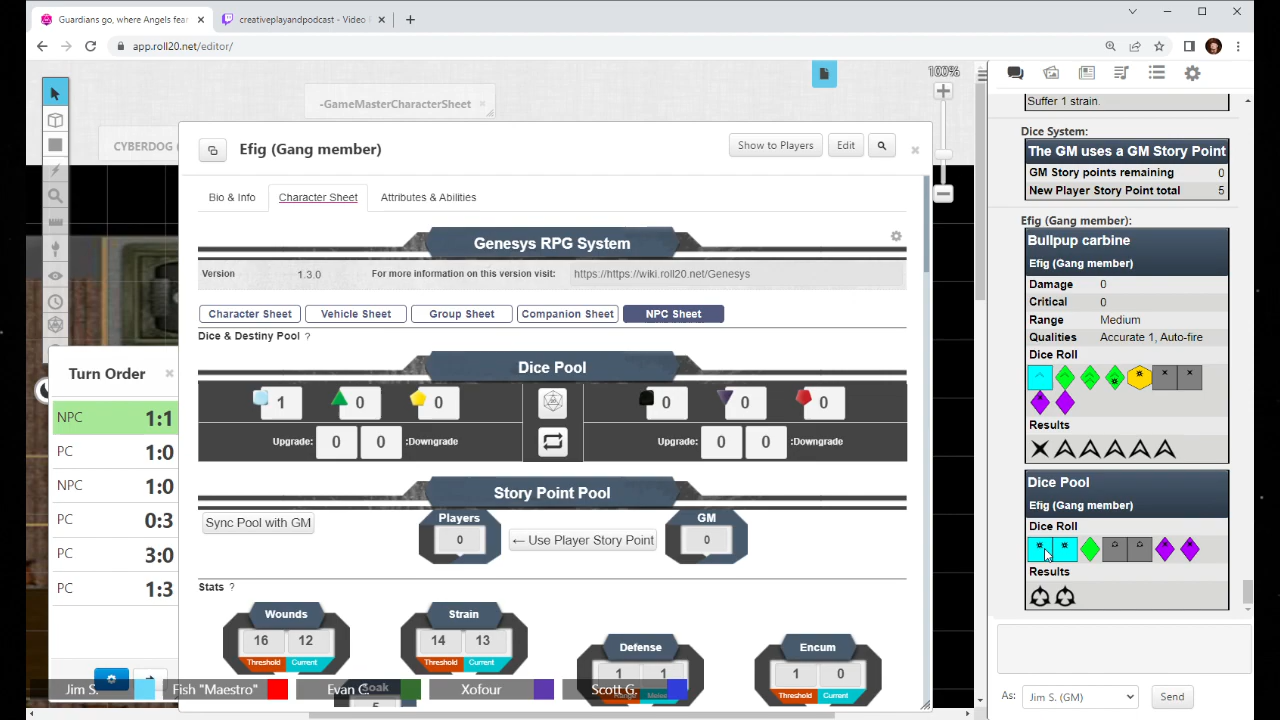 Guardians go, where Angels fear
creativeplayandpodcast - Video
app.roll20.net/editor/
-GameMasterCharacterSheet
100%
CYBERDOG
Efig (Gang member)
Show to Players
Edit
Bio & Info
Character Sheet
Attributes & Abilities
Genesys RPG System
Version
1.3.0
For more information on this version visit:
https://https://wiki.roll20.net/Genesys
Character Sheet
Vehicle Sheet
Group Sheet
Companion Sheet
NPC Sheet
Dice & Destiny Pool ?
Dice Pool
1
0
0
0
0
0
Upgrade: 0 0 :Downgrade
Upgrade: 0 0 :Downgrade
Story Point Pool
Sync Pool with GM
Players
0
← Use Player Story Point
GM
0
Stats ?
Wounds
16 12
Threshold Current
Strain
14 13
Threshold Current
Defense
1 1
Encum
1 0
Threshold Current
Soak
5
Turn Order
NPC 1:1
PC 1:0
NPC 1:0
PC 0:3
PC 3:0
PC 1:3
Jim S.
Fish "Maestro"
Evan C.
Xofour
Scott G.
Suffer 1 strain.
Dice System:
The GM uses a GM Story Point
GM Story points remaining 0
New Player Story Point total 5
Efig (Gang member):
Bullpup carbine
Efig (Gang member)
Damage 0
Critical 0
Range Medium
Qualities Accurate 1, Auto-fire
Dice Roll
Results
Dice Pool
Efig (Gang member)
Dice Roll
Results
As: Jim S. (GM)
Send